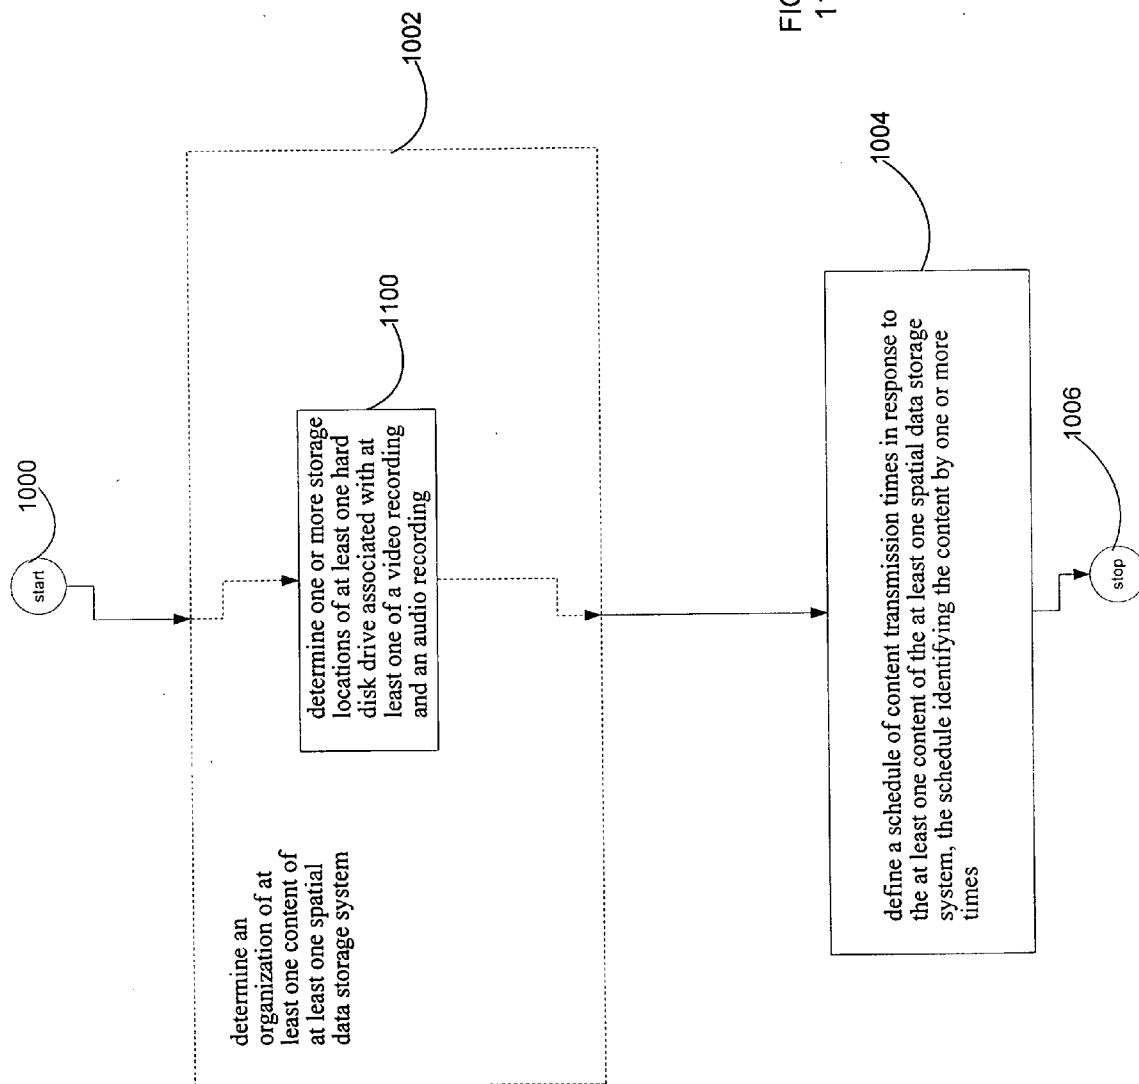 1000
start
1002
determine an
organization of at
least one content of
at least one spatial
data storage system
1100
determine one or more storage
locations of at least one hard
disk drive associated with at
least one of a video recording
and an audio recording
1004
define a schedule of content transmission times in response to
the at least one content of the at least one spatial data storage
system, the schedule identifying the content by one or more
times
1006
stop
FIG
11